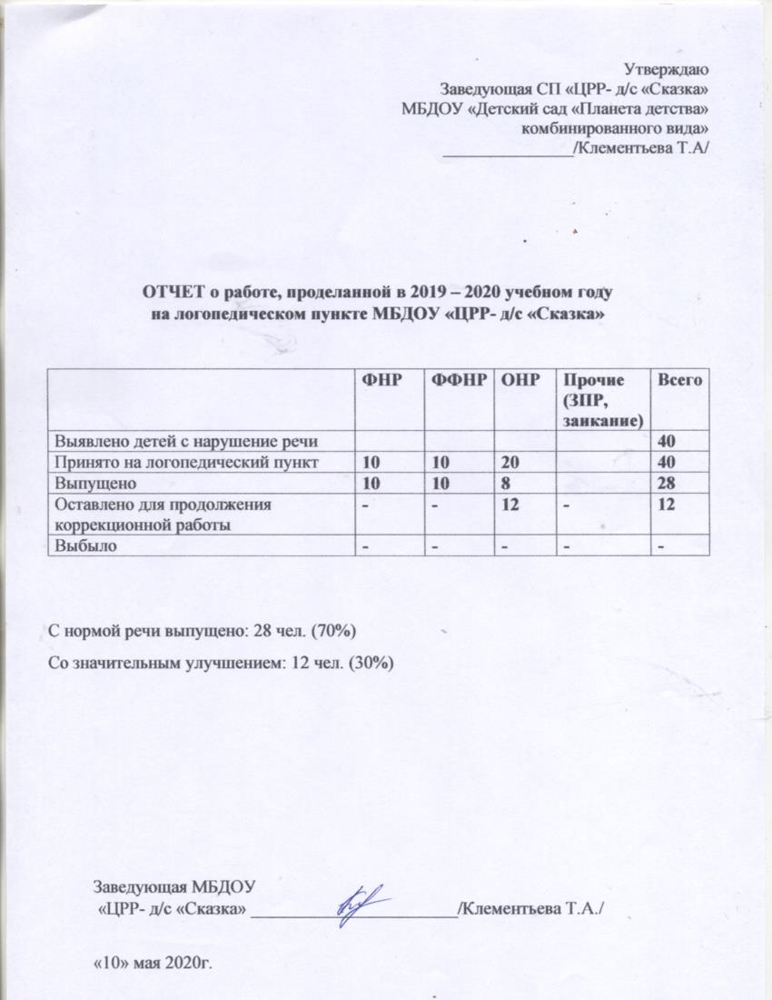 Утверждаю
Заведующая СП «ЦРР- д/с «Сказка»
МБДОУ «Детский сад «Планета детства»
комбинированного вида»
________________/Клементьева Т.А/
ОТЧЕТ о работе, проделанной в 2019 – 2020 учебном году
на логопедическом пункте МБДОУ «ЦРР- д/с «Сказка»
ФНР ФФНР ОНР Прочие (ЗПР, заикание) Всего
Выявлено детей с нарушение речи 40
Принято на логопедический пункт 10 10 20 40
Выпущено 10 10 8 28
Оставлено для продолжения коррекционной работы - - 12 - 12
Выбыло - - - - -
С нормой речи выпущено: 28 чел. (70%)
Со значительным улучшением: 12 чел. (30%)
Заведующая МБДОУ
«ЦРР- д/с «Сказка» _________________________/Клементьева Т.А./
«10» мая 2020г.